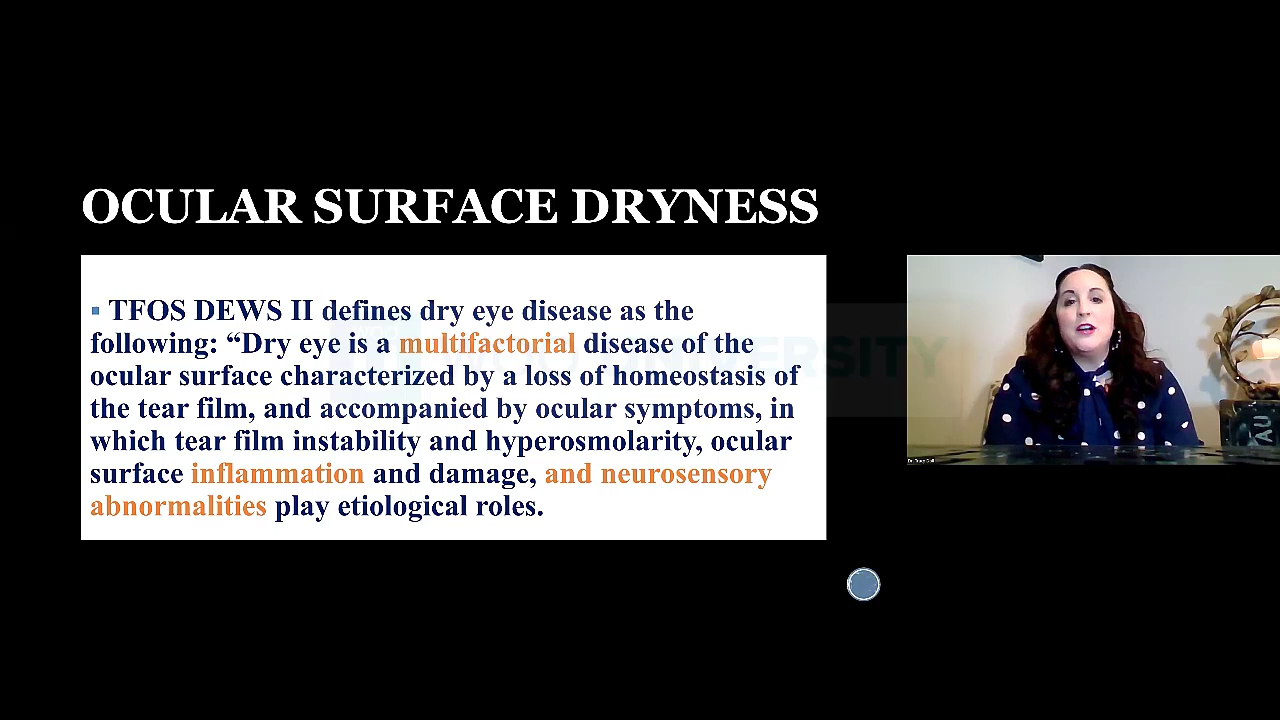 OCULAR SURFACE DRYNESS
▪ TFOS DEWS II defines dry eye disease as the
following: “Dry eye is a multifactorial disease of the
ocular surface characterized by a loss of homeostasis of
the tear film, and accompanied by ocular symptoms, in
which tear film instability and hyperosmolarity, ocular
surface inflammation and damage, and neurosensory
abnormalities play etiological roles.
AU